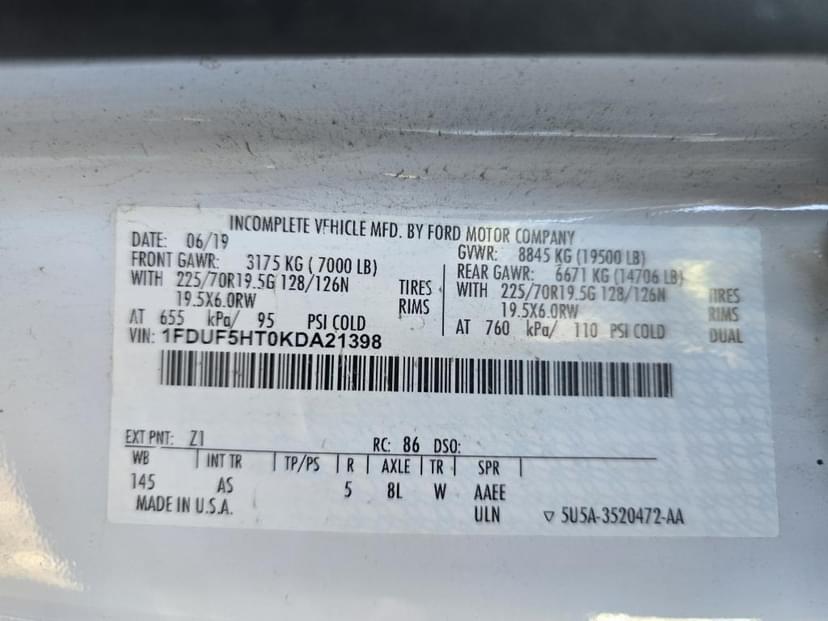 INCOMPLETE VEHICLE MFD. BY FORD MOTOR COMPANY
DATE: 06/19 GVWR: 8845 KG (19500 LB)
FRONT GAWR: 3175 KG ( 7000 LB) REAR GAWR: 6671 KG (14706 LB)
WITH 225/70R19.5G 128/126N TIRES WITH 225/70R19.5G 128/126N TIRES
19.5X6.0RW RIMS 19.5X6.0RW RIMS
AT 655 kPa/ 95 PSI COLD AT 760 kPa/ 110 PSI COLD DUAL
VIN: 1FDUF5HT0KDA21398
EXT PNT: Z1 RC: 86 DSO:
WB INT TR TP/PS R AXLE TR SPR
145 AS 5 8L W AAEE
MADE IN U.S.A. ULN ▽ 5U5A-3520472-AA